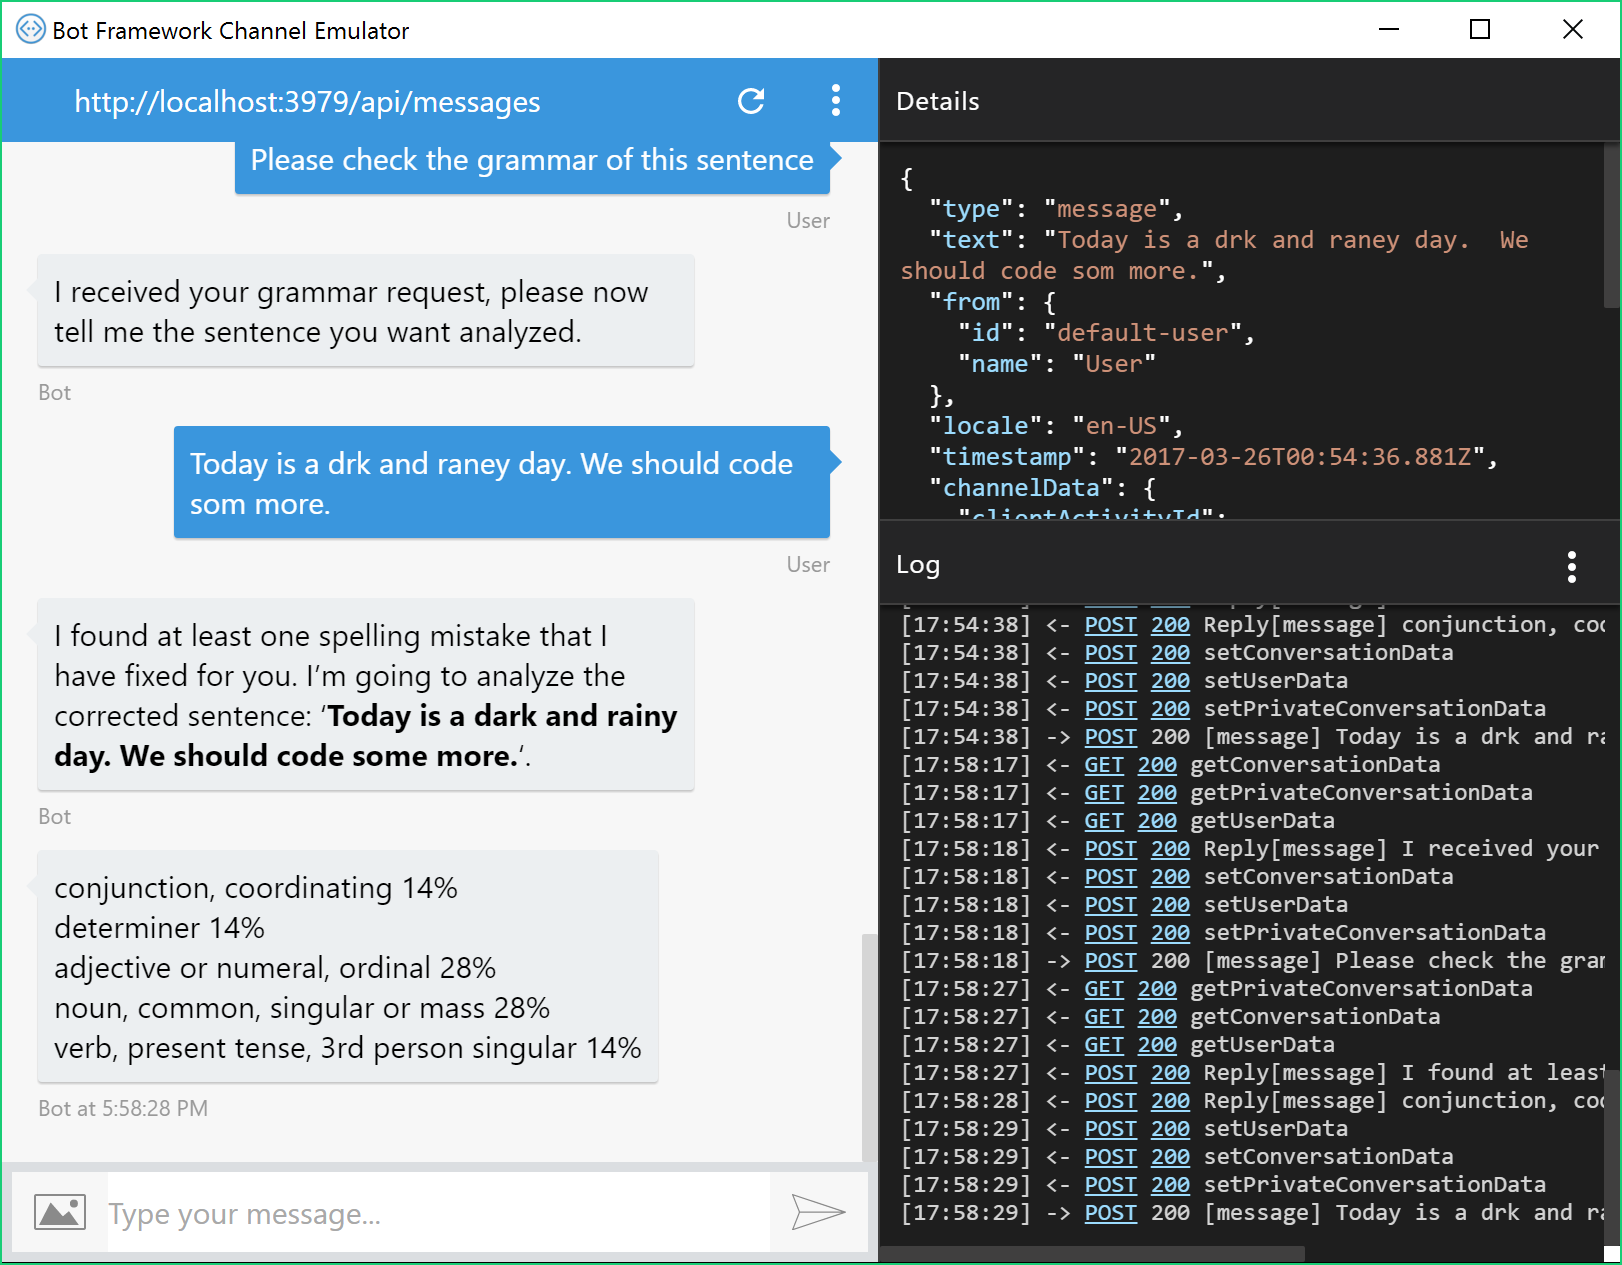 Bot Framework Channel Emulator
http://localhost:3979/api/messages
Please check the grammar of this sentence
User
I received your grammar request, please now
tell me the sentence you want analyzed.
Bot
Today is a drk and raney day. We should code
som more.
User
I found at least one spelling mistake that I
have fixed for you. I’m going to analyze the
corrected sentence: ‘Today is a dark and rainy
day. We should code some more.‘.
Bot
conjunction, coordinating 14%
determiner 14%
adjective or numeral, ordinal 28%
noun, common, singular or mass 28%
verb, present tense, 3rd person singular 14%
Bot at 5:58:28 PM
Type your message...
Details
{
"type": "message",
"text": "Today is a drk and raney day.  We
should code som more.",
"from": {
"id": "default-user",
"name": "User"
},
"locale": "en-US",
"timestamp": "2017-03-26T00:54:36.881Z",
"channelData": {
"clientActivityId":
Log
[17:54:38] <- POST 200 Reply[message] conjunction, coo
[17:54:38] <- POST 200 setConversationData
[17:54:38] <- POST 200 setUserData
[17:54:38] <- POST 200 setPrivateConversationData
[17:54:38] -> POST 200 [message] Today is a drk and ra
[17:58:17] <- GET 200 getConversationData
[17:58:17] <- GET 200 getPrivateConversationData
[17:58:17] <- GET 200 getUserData
[17:58:18] <- POST 200 Reply[message] I received your
[17:58:18] <- POST 200 setConversationData
[17:58:18] <- POST 200 setUserData
[17:58:18] <- POST 200 setPrivateConversationData
[17:58:18] -> POST 200 [message] Please check the gram
[17:58:27] <- GET 200 getPrivateConversationData
[17:58:27] <- GET 200 getConversationData
[17:58:27] <- GET 200 getUserData
[17:58:27] <- POST 200 Reply[message] I found at least
[17:58:28] <- POST 200 Reply[message] conjunction, coo
[17:58:29] <- POST 200 setUserData
[17:58:29] <- POST 200 setConversationData
[17:58:29] <- POST 200 setPrivateConversationData
[17:58:29] -> POST 200 [message] Today is a drk and ra